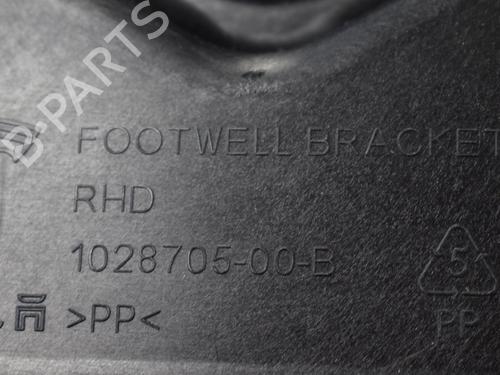 B-PARTS
FOOTWELL BRACKET
RHD
1028705-00-B
>PP<
5
PP